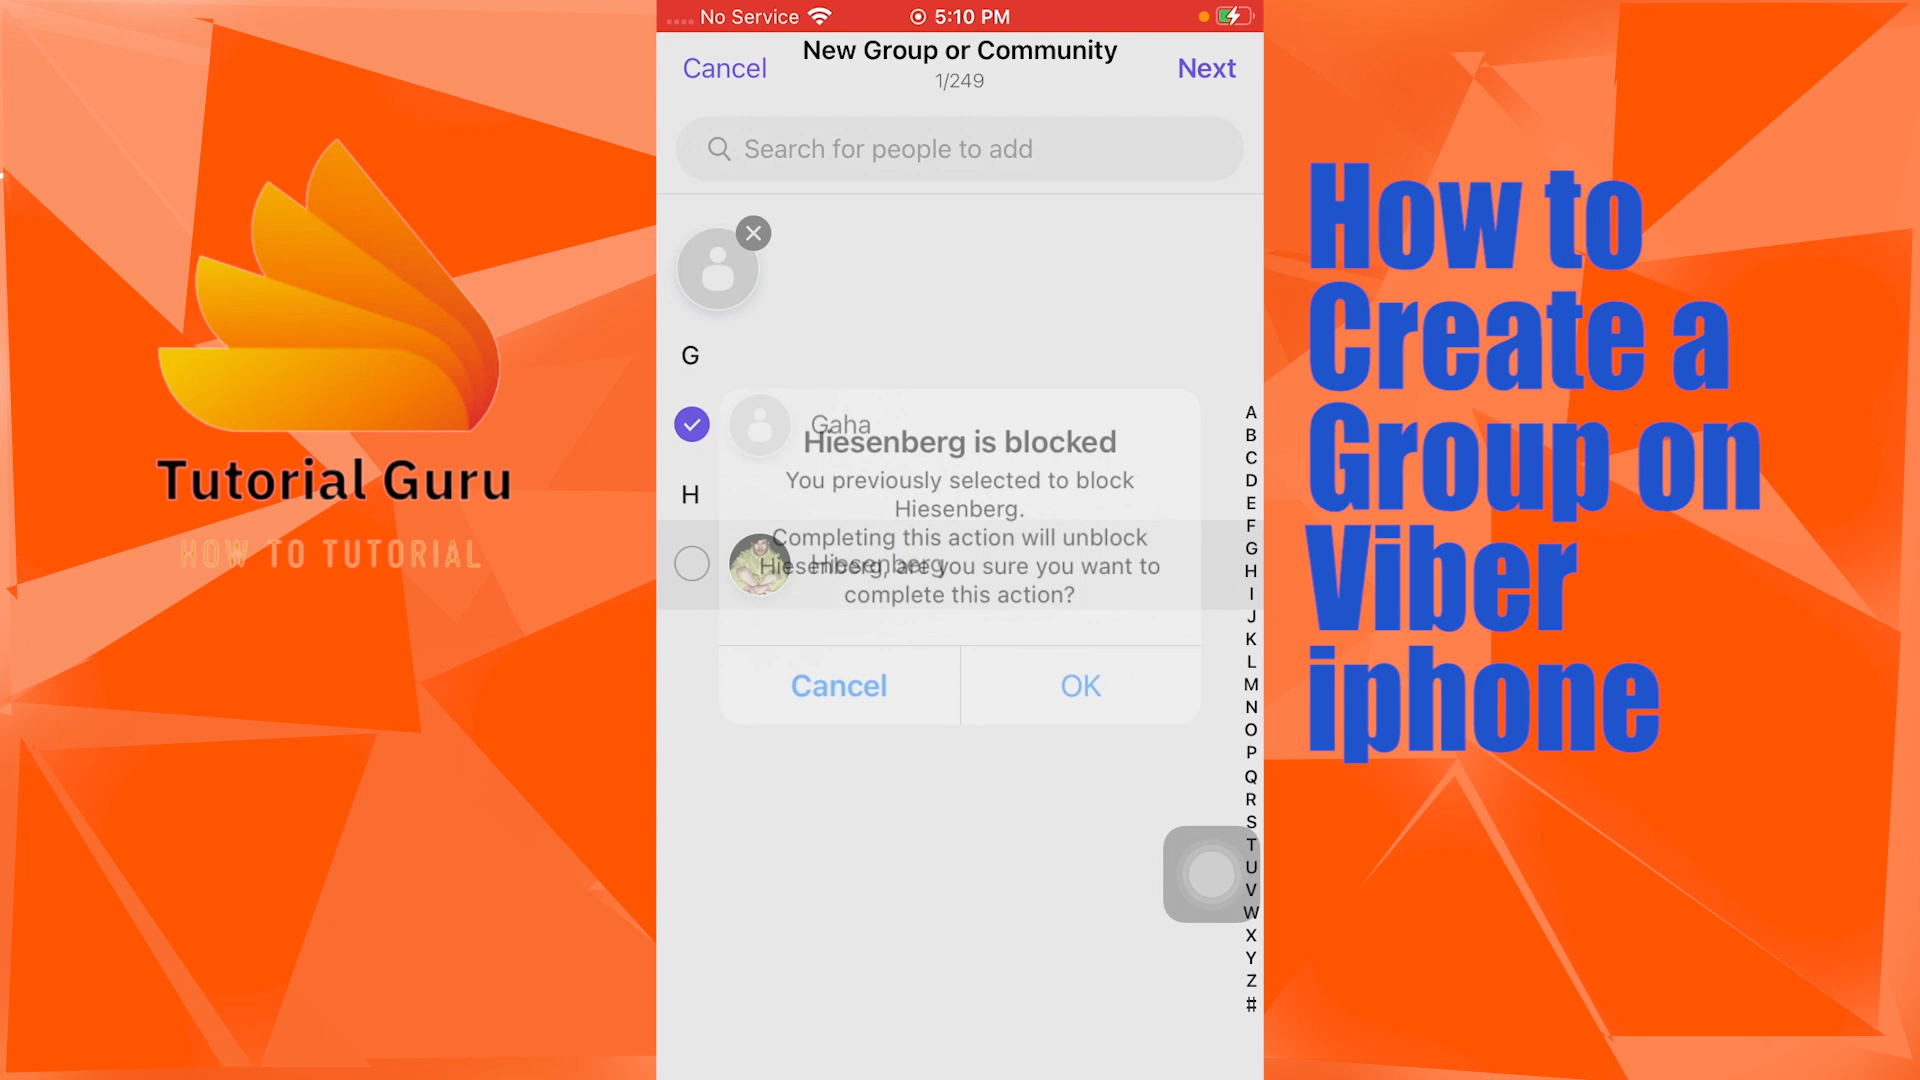 Tutorial Guru
HOW TO TUTORIAL
No Service
5:10 PM
Cancel
New Group or Community
Next
1/249
Search for people to add
G
Gaha
Hiesenberg is blocked
You previously selected to block
Hiesenberg.
Completing this action will unblock
Hiesenberg, are you sure you want to
complete this action?
H
Hiesenberg
Cancel
OK
A
B
C
D
E
F
G
H
I
J
K
L
M
N
O
P
Q
R
S
T
U
V
W
X
Y
Z
#
How to
Create a
Group on
Viber
iphone